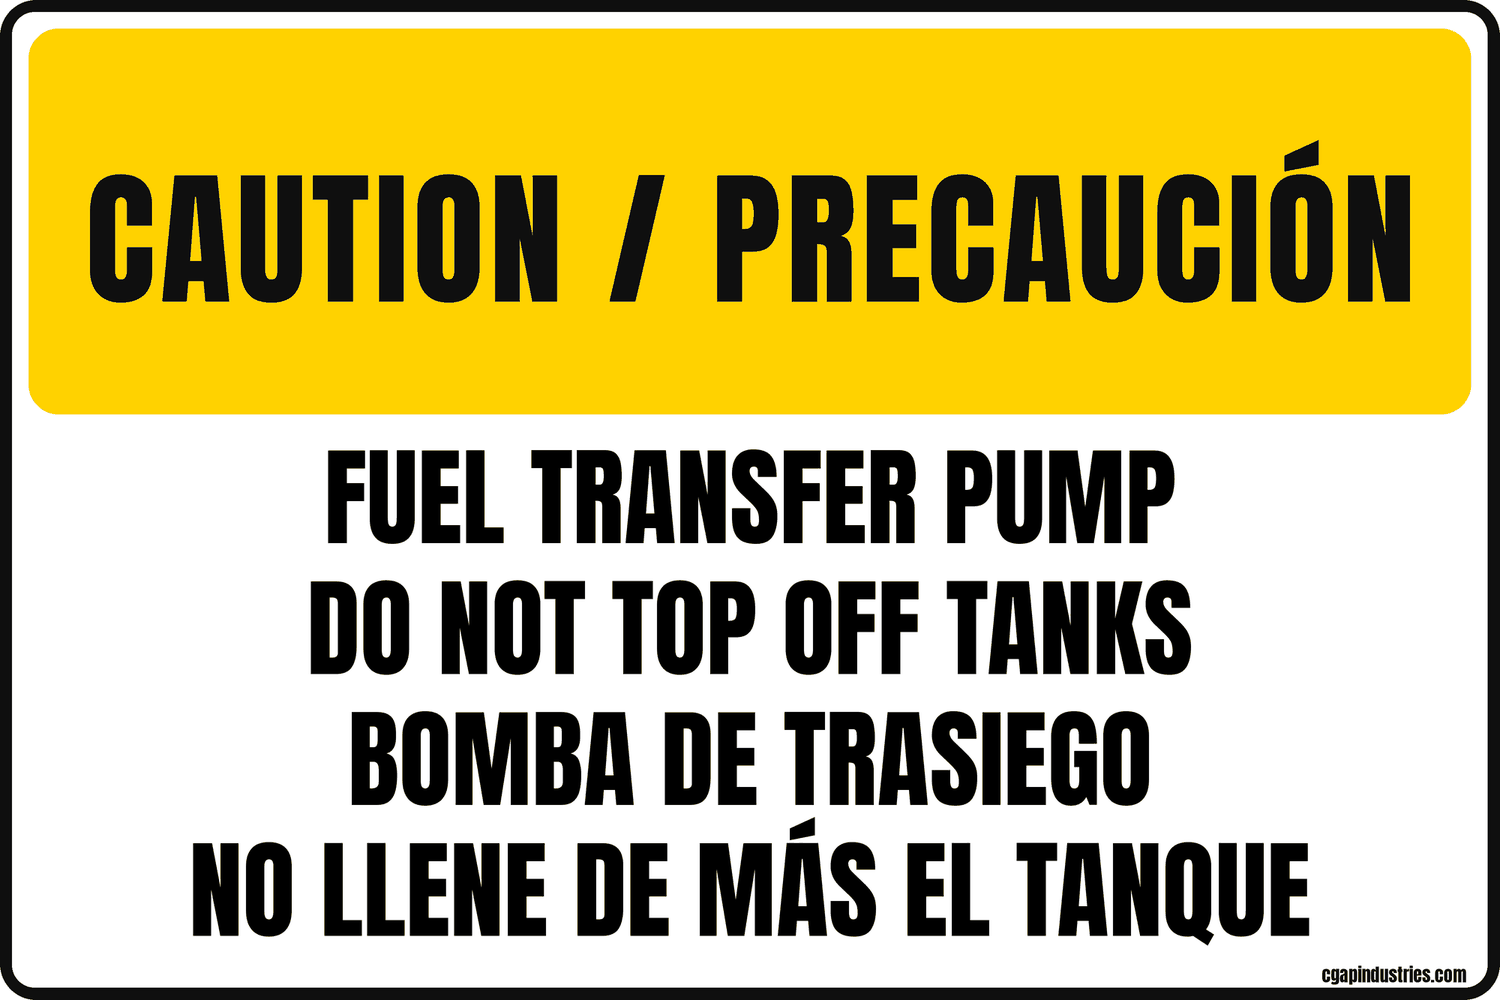 CAUTION / PRECAUCIÓN
FUEL TRANSFER PUMP
DO NOT TOP OFF TANKS
BOMBA DE TRASIEGO
NO LLENE DE MÁS EL TANQUE
cgapindustries.com